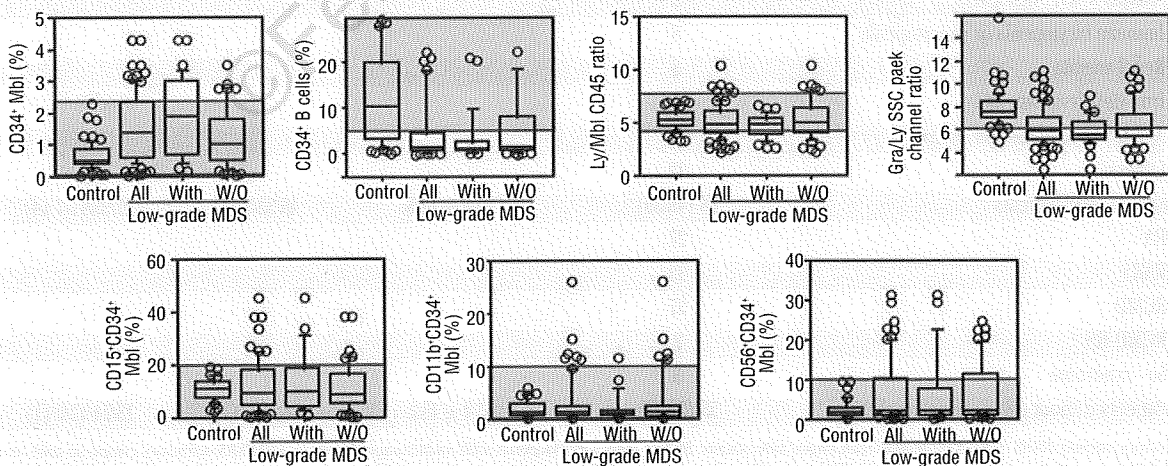 CD34+ Mbl (%)
5
4
3
2
1
0
Control All With W/O
Low-grade MDS
CD34+ B cells (%)
20
10
0
Control All With W/O
Low-grade MDS
Ly/Mbl CD45 ratio
15
10
5
0
Control All With W/O
Low-grade MDS
Gra/Ly SSC paek
channel ratio
16
14
12
10
8
6
4
Control All With W/O
Low-grade MDS
CD15+CD34+
Mbl (%)
60
40
20
0
Control All With W/O
Low-grade MDS
CD11b+CD34+
Mbl (%)
30
20
10
0
Control All With W/O
Low-grade MDS
CD56+CD34+
Mbl (%)
40
30
20
10
0
Control All With W/O
Low-grade MDS